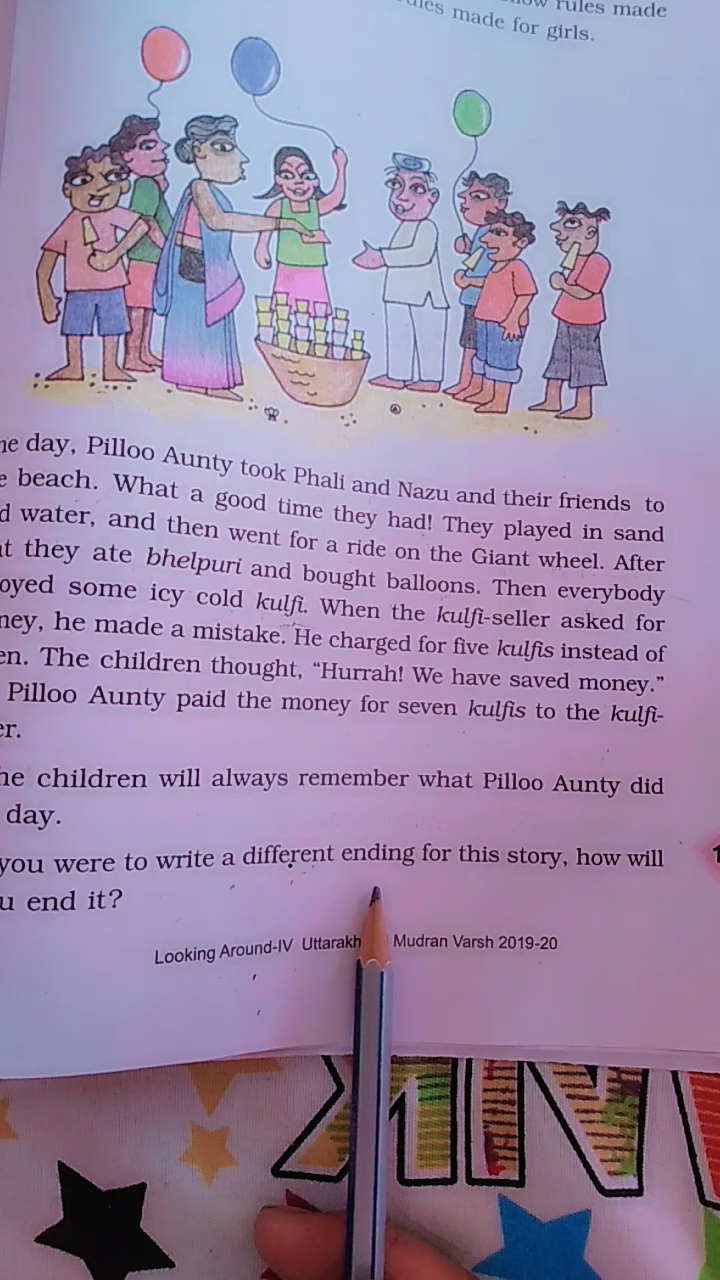 rules made
made for girls.
day, Pilloo Aunty took Phali and Nazu and their friends to
beach. What a good time they had! They played in sand
water, and then went for a ride on the Giant wheel. After
they ate bhelpuri and bought balloons. Then everybody
oyed some icy cold kulfi. When the kulfi-seller asked for
ney, he made a mistake. He charged for five kulfis instead of
en. The children thought, “Hurrah! We have saved money.”
Pilloo Aunty paid the money for seven kulfis to the kulfi-
er.
he children will always remember what Pilloo Aunty did
day.
you were to write a different ending for this story, how will
u end it?
Looking Around-IV Uttarakh Mudran Varsh 2019-20